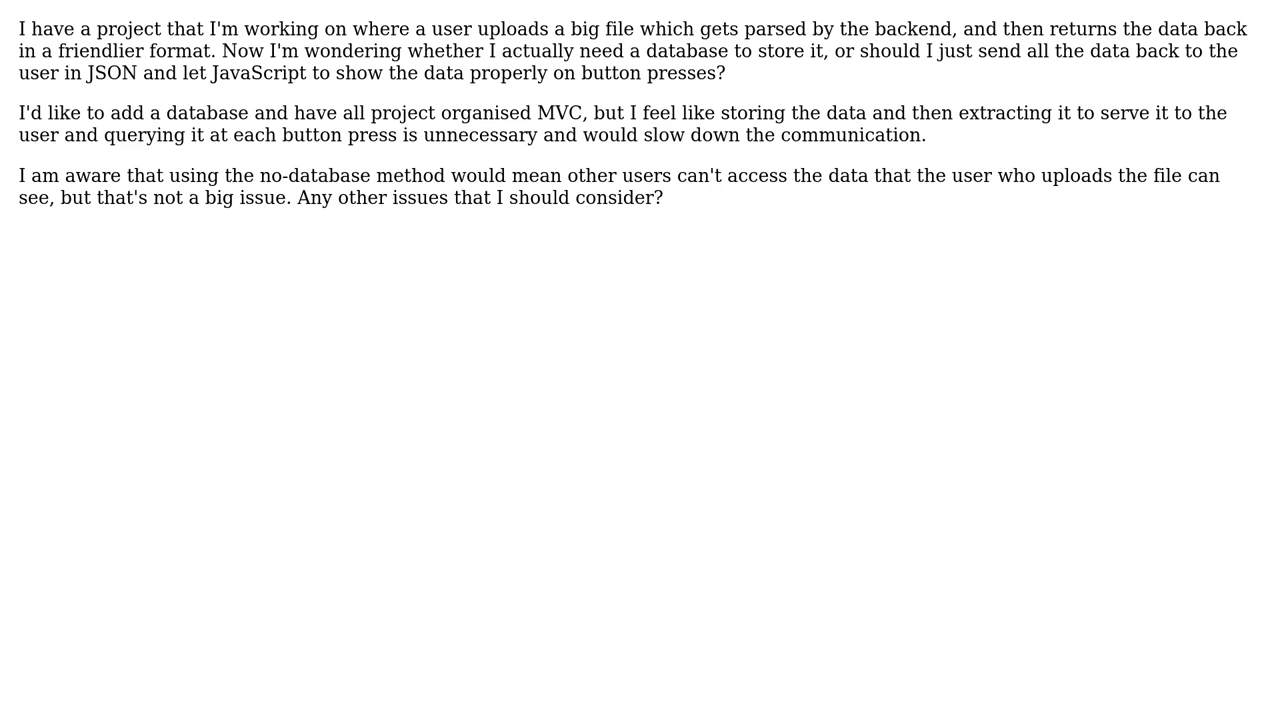 I have a project that I'm working on where a user uploads a big file which gets parsed by the backend, and then returns the data back
in a friendlier format. Now I'm wondering whether I actually need a database to store it, or should I just send all the data back to the
user in JSON and let JavaScript to show the data properly on button presses?
I'd like to add a database and have all project organised MVC, but I feel like storing the data and then extracting it to serve it to the
user and querying it at each button press is unnecessary and would slow down the communication.
I am aware that using the no-database method would mean other users can't access the data that the user who uploads the file can
see, but that's not a big issue. Any other issues that I should consider?